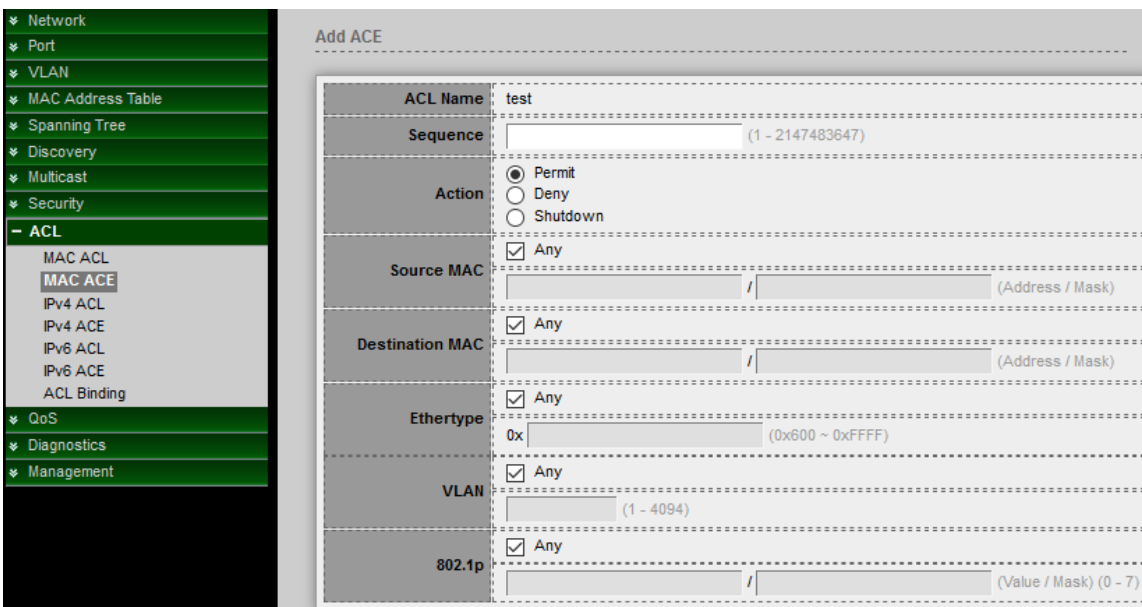 Network
Port
VLAN
MAC Address Table
Spanning Tree
Discovery
Multicast
Security
ACL
MAC ACL
MAC ACE
IPv4 ACL
IPv4 ACE
IPv6 ACL
IPv6 ACE
ACL Binding
QoS
Diagnostics
Management
Add ACE
ACL Name test
Sequence (1 - 2147483647)
Action
Permit
Deny
Shutdown
Source MAC
Any
/ (Address / Mask)
Destination MAC
Any
/ (Address / Mask)
Ethertype
Any
0x (0x600 ~ 0xFFFF)
VLAN
Any
(1 - 4094)
802.1p
Any
/ (Value / Mask) (0 - 7)